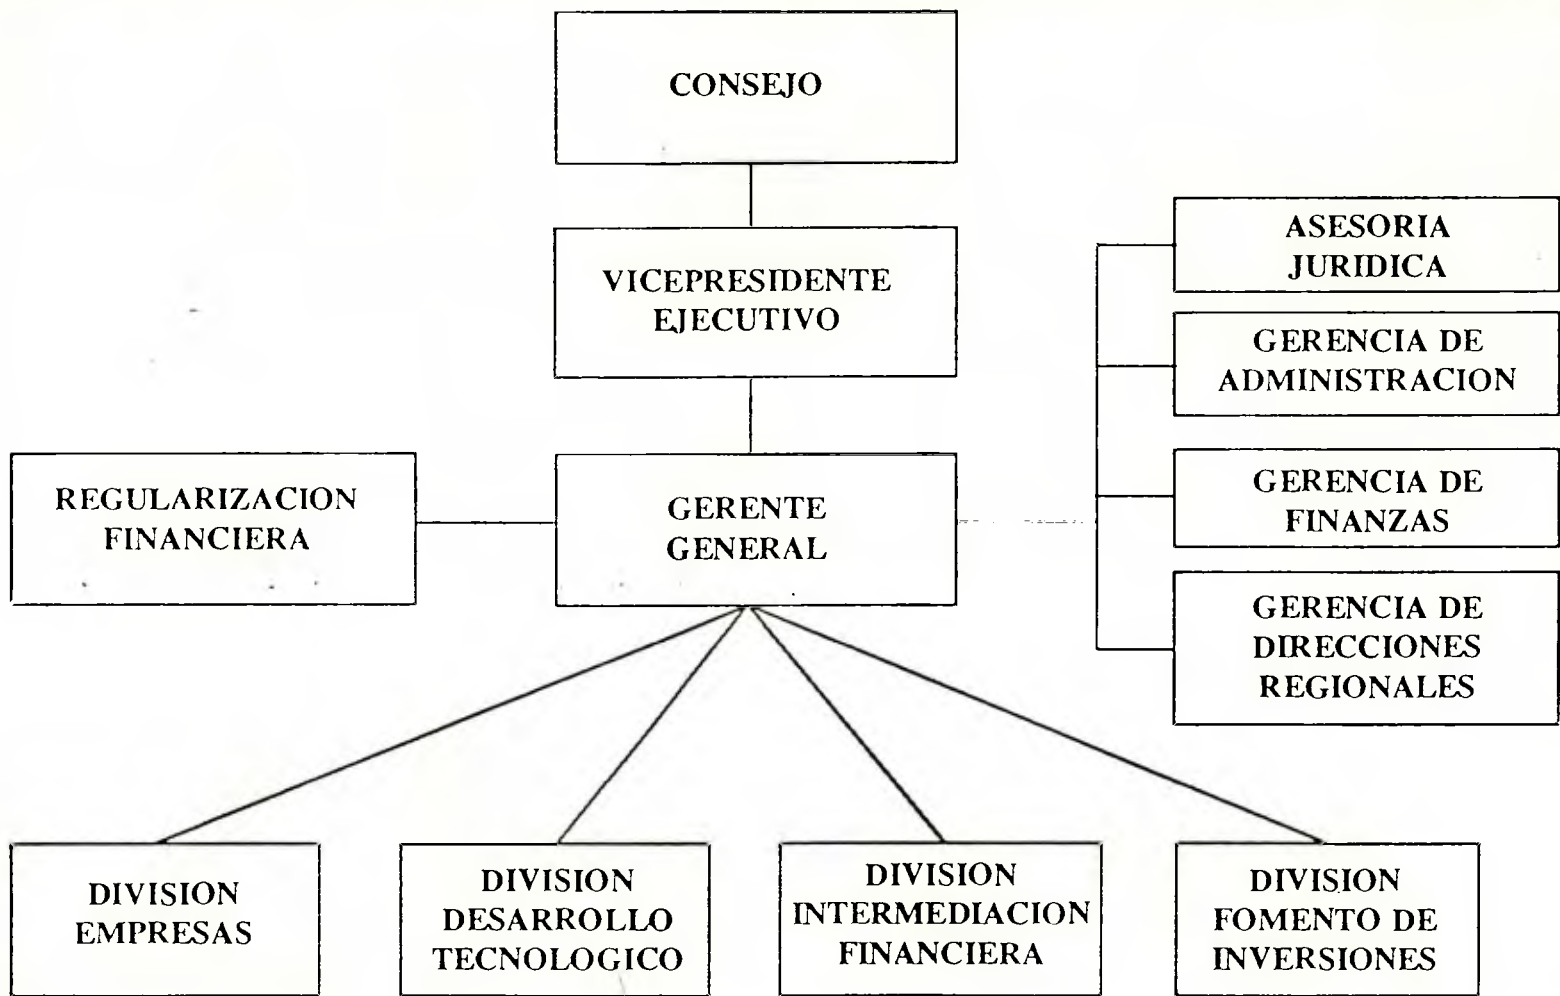 CONSEJO
VICEPRESIDENTE
EJECUTIVO
ASESORIA
JURIDICA
GERENCIA DE
ADMINISTRACION
REGULARIZACION
FINANCIERA
GERENTE
GENERAL
GERENCIA DE
FINANZAS
GERENCIA DE
DIRECCIONES
REGIONALES
DIVISION
EMPRESAS
DIVISION
DESARROLLO
TECNOLOGICO
DIVISION
INTERMEDIACION
FINANCIERA
DIVISION
FOMENTO DE
INVERSIONES